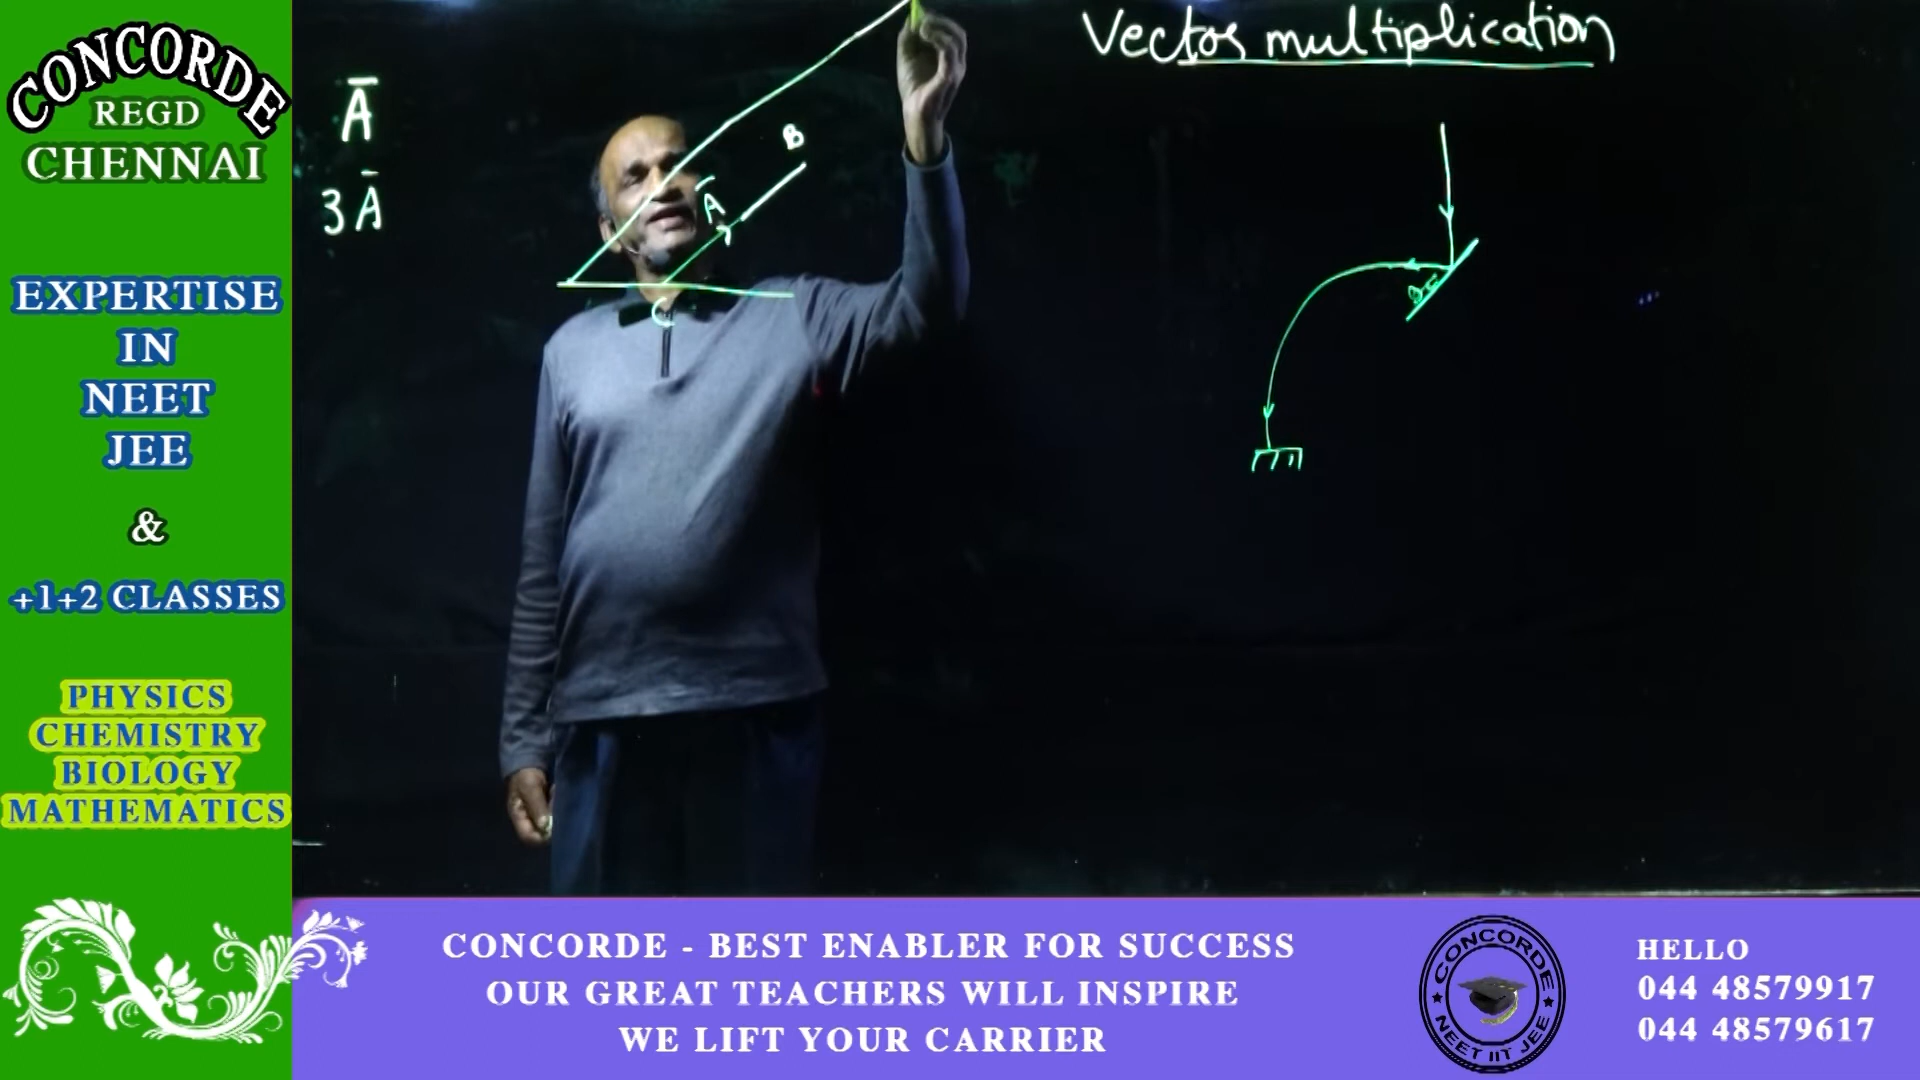 CONCORDE
REGD
CHENNAI
EXPERTISE
IN
NEET
JEE
&
+1+2 CLASSES
PHYSICS
CHEMISTRY
BIOLOGY
MATHEMATICS
Ā
3Ā
B
Ā
C
Vector multiplication
CONCORDE - BEST ENABLER FOR SUCCESS
OUR GREAT TEACHERS WILL INSPIRE
WE LIFT YOUR CARRIER
CONCORDE
NEET IIT JEE
HELLO
044 48579917
044 48579617